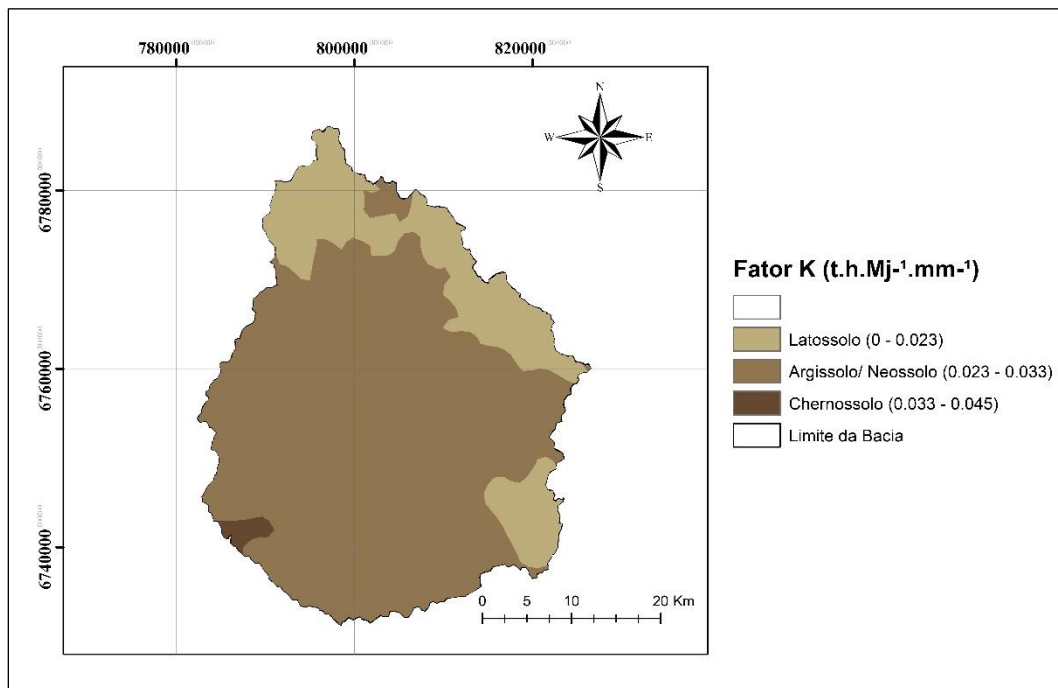 780000
800000
820000
N
W
E
S
6780000
6760000
6740000
Fator K (t.h.Mj-¹.mm-¹)
Latossolo (0 - 0.023)
Argissolo/ Neossolo (0.023 - 0.033)
Chernossolo (0.033 - 0.045)
Limite da Bacia
0 5 10 20 Km